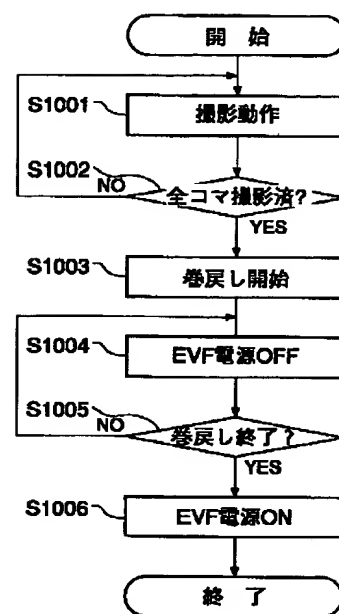 開 始
S1001
撮影動作
S1002
全コマ撮影済?
NO
YES
S1003
巻戻し開始
S1004
EVF電源OFF
S1005
巻戻し終了?
NO
YES
S1006
EVF電源ON
終 了